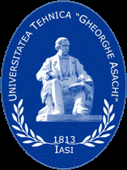 UNIVERSITATEA TEHNICA "GHEORGHE ASACHI"
1813
IASI